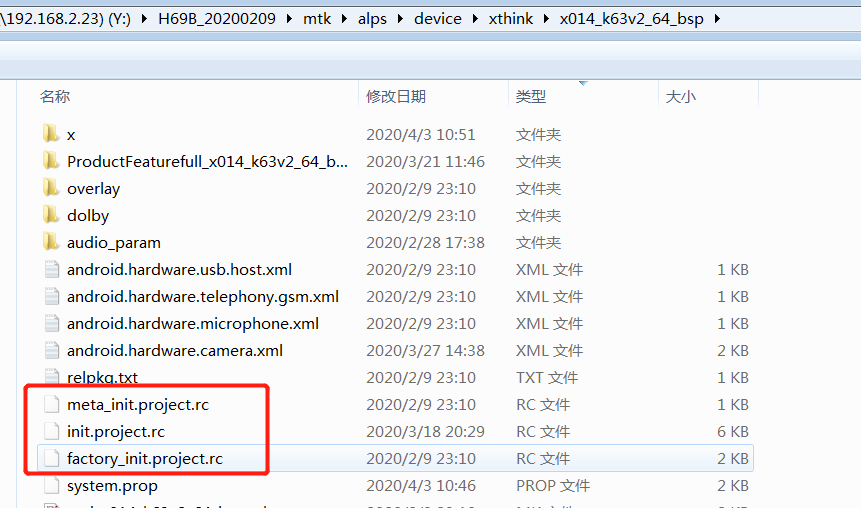 \192.168.2.23) (Y:) ▸ H69B_20200209 ▸ mtk ▸ alps ▸ device ▸ xthink ▸ x014_k63v2_64_bsp ▸
名称 修改日期 类型 大小
x 2020/4/3 10:51 文件夹
ProductFeaturefull_x014_k63v2_64_b... 2020/3/21 11:46 文件夹
overlay 2020/2/9 23:10 文件夹
dolby 2020/2/9 23:10 文件夹
audio_param 2020/2/28 17:38 文件夹
android.hardware.usb.host.xml 2020/2/9 23:10 XML 文件 1 KB
android.hardware.telephony.gsm.xml 2020/2/9 23:10 XML 文件 1 KB
android.hardware.microphone.xml 2020/2/9 23:10 XML 文件 1 KB
android.hardware.camera.xml 2020/3/27 14:38 XML 文件 2 KB
relpkg.txt 2020/2/9 23:10 TXT 文件 1 KB
meta_init.project.rc 2020/2/9 23:10 RC 文件 1 KB
init.project.rc 2020/3/18 20:29 RC 文件 6 KB
factory_init.project.rc 2020/2/9 23:10 RC 文件 2 KB
system.prop 2020/4/3 10:46 PROP 文件 2 KB